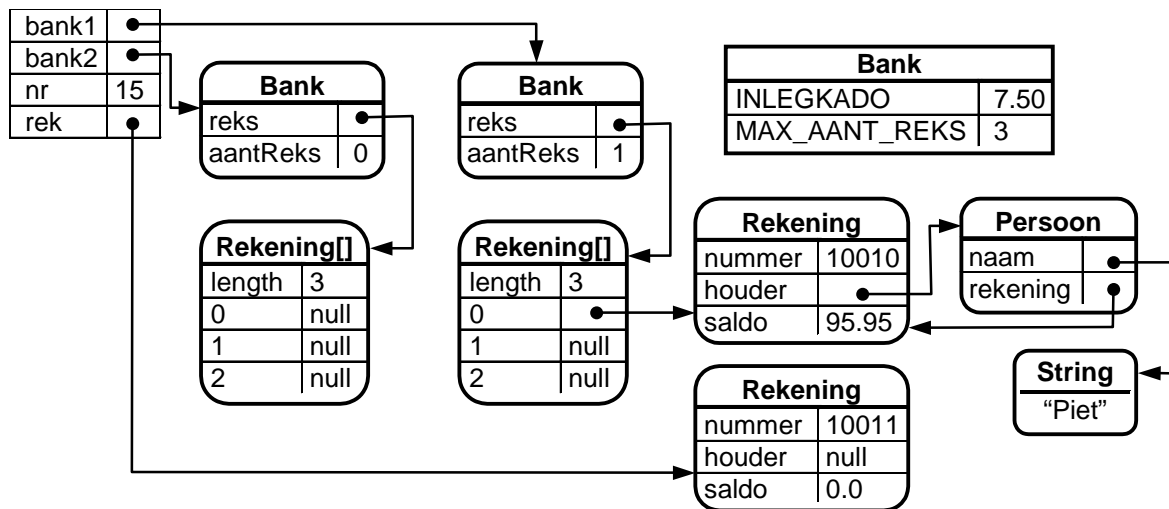 bank1
bank2
nr 15
rek
Bank
reks
aantReks 0
Bank
reks
aantReks 1
Bank
INLEGKADO 7.50
MAX_AANT_REKS 3
Rekening[]
length 3
0 null
1 null
2 null
Rekening[]
length 3
0
1 null
2 null
Rekening
nummer 10010
houder
saldo 95.95
Persoon
naam
rekening
String
“Piet”
Rekening
nummer 10011
houder null
saldo 0.0